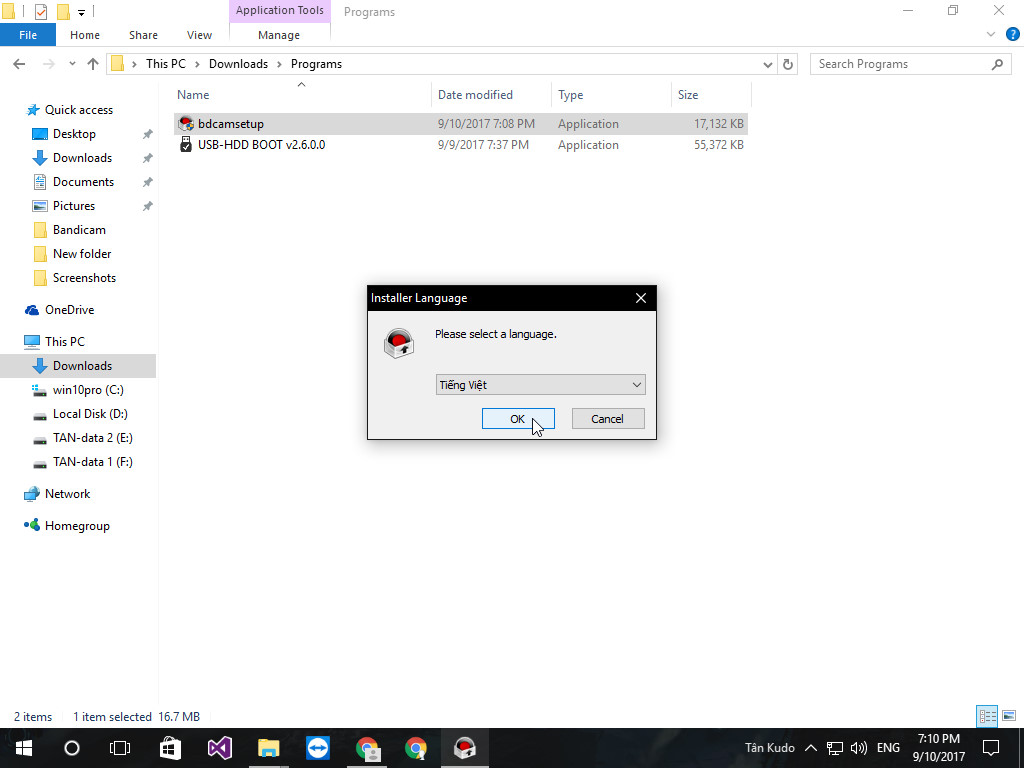 Application Tools Programs
File Home Share View Manage
This PC Downloads Programs Search Programs
Name Date modified Type Size
bdcamsetup 9/10/2017 7:08 PM Application 17,132 KB
USB-HDD BOOT v2.6.0.0 9/9/2017 7:37 PM Application 55,372 KB
Quick access
Desktop
Downloads
Documents
Pictures
Bandicam
New folder
Screenshots
OneDrive
This PC
Downloads
win10pro (C:)
Local Disk (D:)
TAN-data 2 (E:)
TAN-data 1 (F:)
Network
Homegroup
Installer Language
Please select a language.
Tiếng Việt
OK Cancel
2 items 1 item selected 16.7 MB
Tân Kudo ENG 7:10 PM
9/10/2017